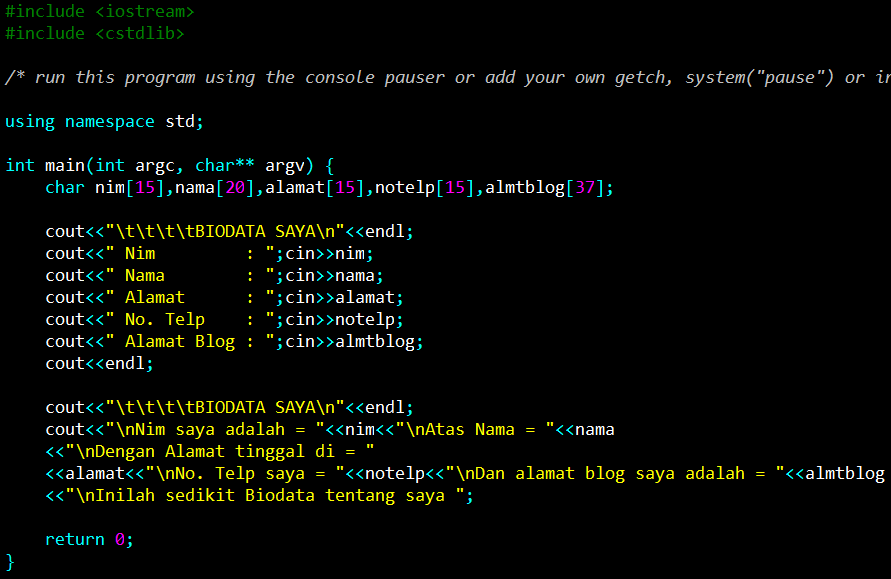 #include <iostream>
#include <cstdlib>
/* run this program using the console pauser or add your own getch, system("pause") or
using namespace std;
int main(int argc, char** argv) {
    char nim[15],nama[20],alamat[15],notelp[15],almtblog[37];
    cout<<"\t\t\t\tBIODATA SAYA\n"<<endl;
    cout<<" Nim         : ";cin>>nim;
    cout<<" Nama        : ";cin>>nama;
    cout<<" Alamat      : ";cin>>alamat;
    cout<<" No. Telp    : ";cin>>notelp;
    cout<<" Alamat Blog : ";cin>>almtblog;
    cout<<endl;
    cout<<"\t\t\t\tBIODATA SAYA\n"<<endl;
    cout<<"\nNim saya adalah = "<<nim<<"\nAtas Nama = "<<nama
    <<"\nDengan Alamat tinggal di = "
    <<alamat<<"\nNo. Telp saya = "<<notelp<<"\nDan alamat blog saya adalah = "<<almtblog
    <<"\nInilah sedikit Biodata tentang saya ";
    return 0;
}